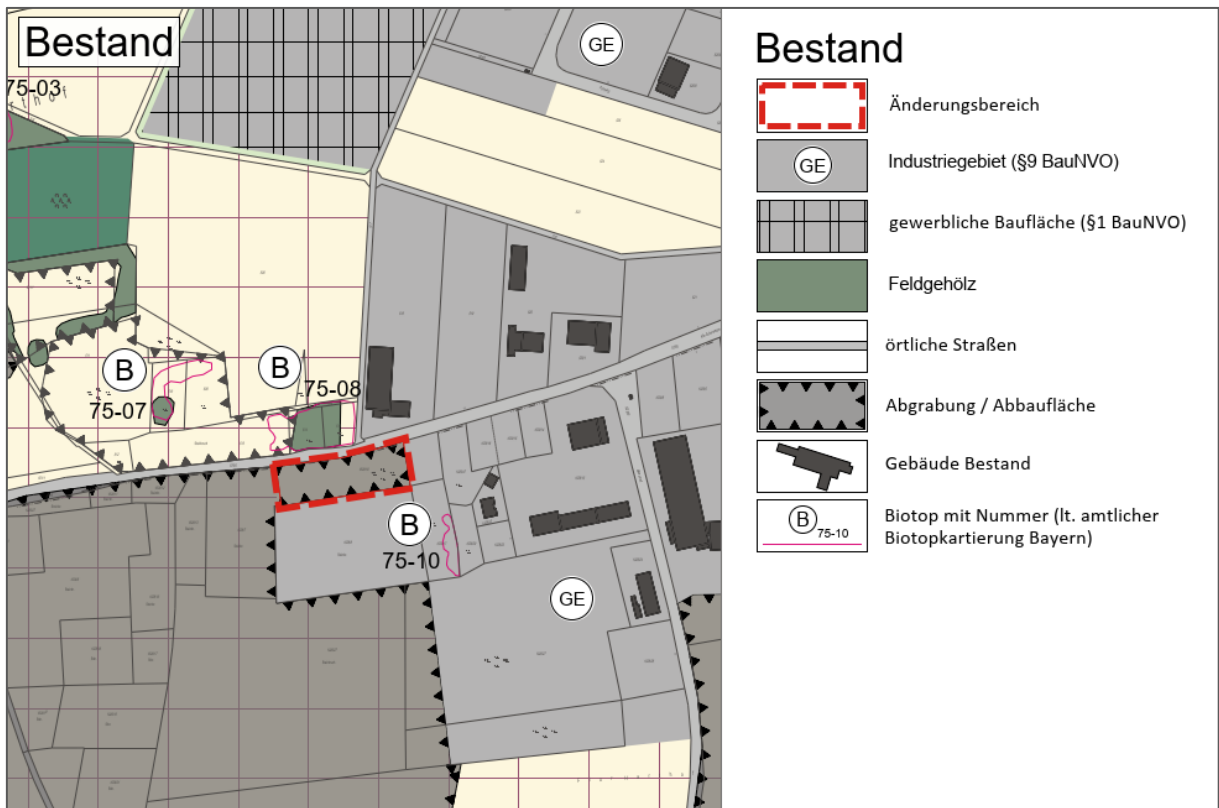 Bestand
75-03
GE
B
75-07
B
75-08
B
75-10
GE
Bestand
Änderungsbereich
GE
Industriegebiet (§9 BauNVO)
gewerbliche Baufläche (§1 BauNVO)
Feldgehölz
örtliche Straßen
Abgrabung / Abbaufläche
Gebäude Bestand
B
75-10
Biotop mit Nummer (lt. amtlicher
Biotopkartierung Bayern)